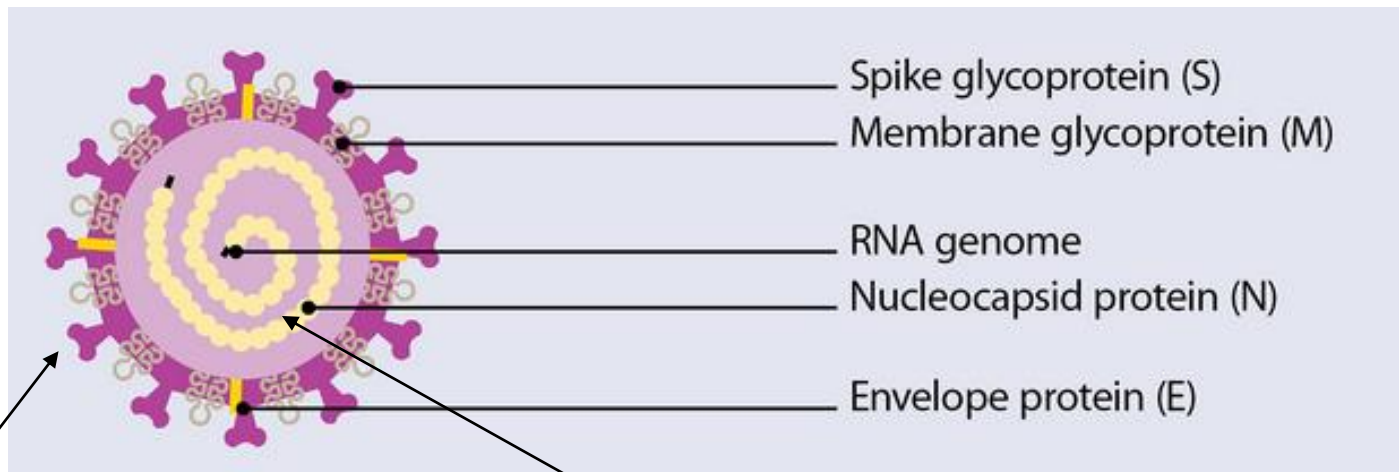 Spike glycoprotein (S)
Membrane glycoprotein (M)
RNA genome
Nucleocapsid protein (N)
Envelope protein (E)